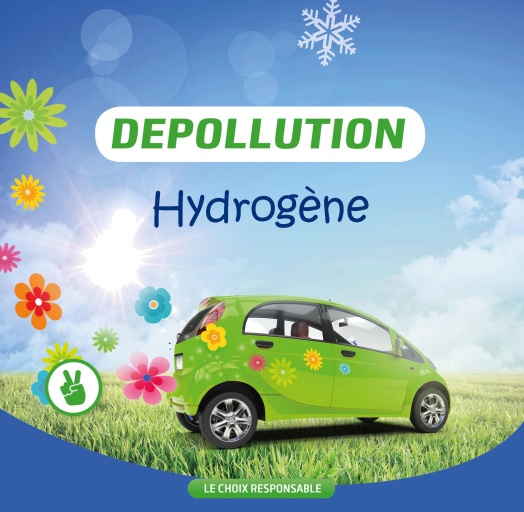 DEPOLLUTION
Hydrogène
LE CHOIX RESPONSABLE